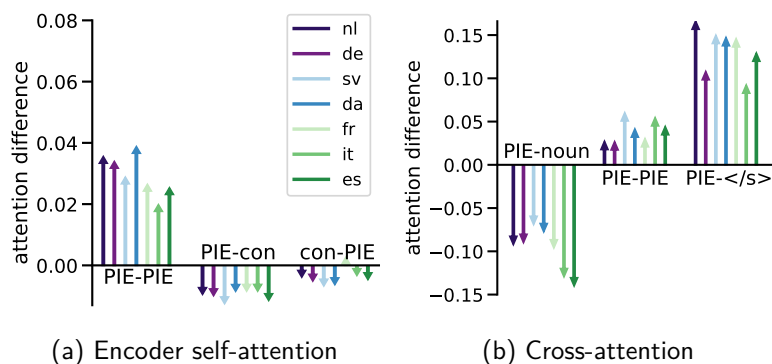 0.08
0.06
0.04
0.02
0.00
attention difference
nl
de
sv
da
fr
it
es
PIE-PIE
PIE-con
con-PIE
(a) Encoder self-attention
0.15
0.10
0.05
0.00
−0.05
−0.10
−0.15
attention difference
PIE-noun
PIE-PIE
PIE-</s>
(b) Cross-attention